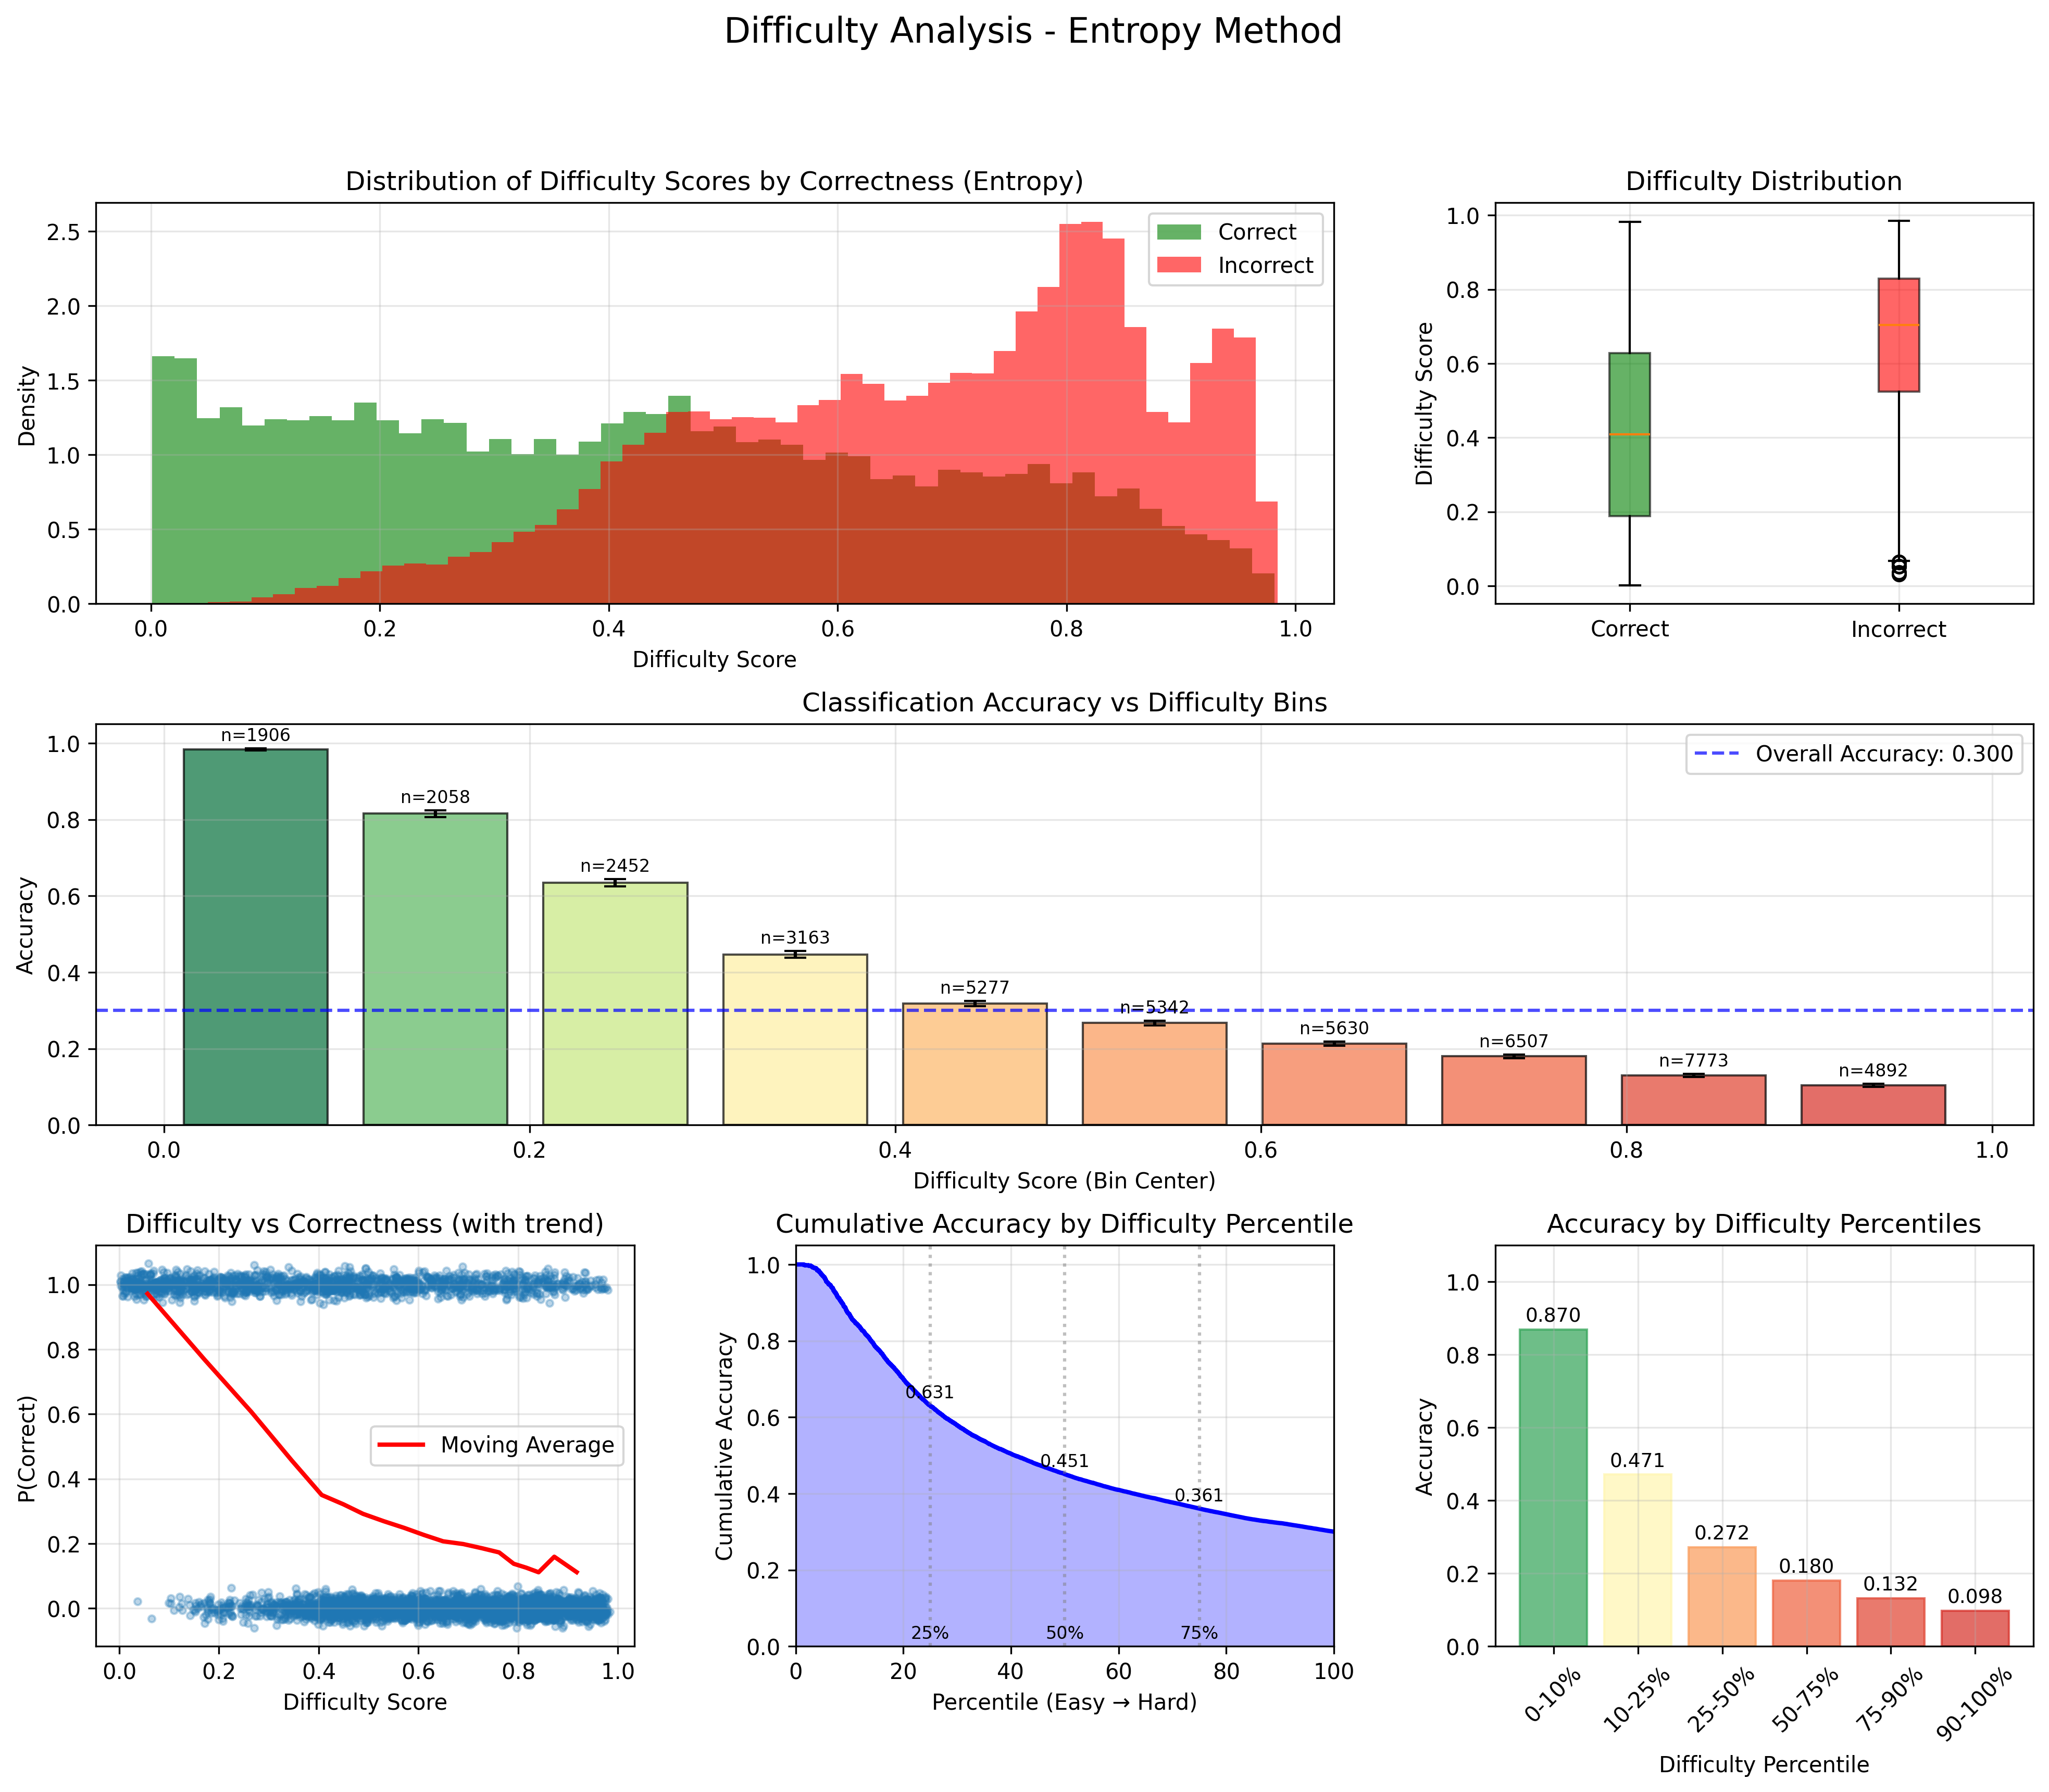 Difficulty Analysis - Entropy Method
Distribution of Difficulty Scores by Correctness (Entropy)
Density
2.5
2.0
1.5
1.0
0.5
0.0
Correct
Incorrect
0.0 0.2 0.4 0.6 0.8 1.0
Difficulty Score
Difficulty Distribution
Difficulty Score
1.0
0.8
0.6
0.4
0.2
0.0
Correct Incorrect
Classification Accuracy vs Difficulty Bins
Accuracy
1.0
0.8
0.6
0.4
0.2
0.0
n=1906
n=2058
n=2452
n=3163
n=5277
n=5342
n=5630
n=6507
n=7773
n=4892
Overall Accuracy: 0.300
0.0 0.2 0.4 0.6 0.8 1.0
Difficulty Score (Bin Center)
Difficulty vs Correctness (with trend)
P(Correct)
1.0
0.8
0.6
0.4
0.2
0.0
Moving Average
0.0 0.2 0.4 0.6 0.8 1.0
Difficulty Score
Cumulative Accuracy by Difficulty Percentile
Cumulative Accuracy
1.0
0.8
0.6
0.4
0.2
0.0
0.631
0.451
0.361
25% 50% 75%
0 20 40 60 80 100
Percentile (Easy → Hard)
Accuracy by Difficulty Percentiles
Accuracy
1.0
0.8
0.6
0.4
0.2
0.0
0.870
0.471
0.272
0.180
0.132
0.098
0-10% 10-25% 25-50% 50-75% 75-90% 90-100%
Difficulty Percentile